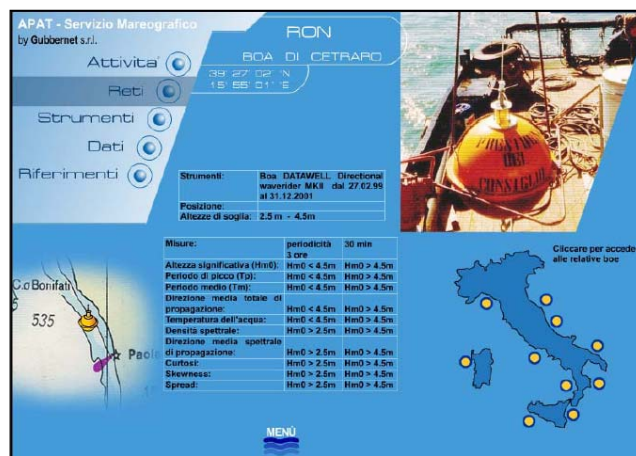 APAT - Servizio Mareografico
by Gubbernet s.r.l.
Attivita'
Reti
Strumenti
Dati
Riferimenti
RON
BOA DI CETRARO
39° 27' 02'' N
15° 55' 01'' E
PRESIDENZA
DEL
CONSIGLIO
Strumenti: Boa DATAWELL Directional
waverider MKII dal 27.02.99
al 31.12.2001
Posizione:
Altezze di soglia: 2.5 m - 4.5m
Misure: periodicità 30 min
3 ore
Altezza significativa (Hm0): Hm0 < 4.5m Hm0 > 4.5m
Periodo di picco (Tp) Hm0 < 4.5m Hm0 > 4.5m
Periodo medio (Tm): Hm0 < 4.5m Hm0 > 4.5m
Direzione media totale di
propagazione: Hm0 < 4.5m Hm0 > 4.5m
Temperatura dell'acqua: Hm0 < 4.5m Hm0 > 4.5m
Densità spettrale: Hm0 > 2.5m Hm0 > 4.5m
Direzione media spettrale
di propagazione: Hm0 > 2.5m Hm0 > 4.5m
Curtosi: Hm0 > 2.5m Hm0 > 4.5m
Skewness: Hm0 > 2.5m Hm0 > 4.5m
Spread: Hm0 > 2.5m Hm0 > 4.5m
C.o Bonifati
535
Paola
Cliccare per accede
alle relative boe
MENÙ